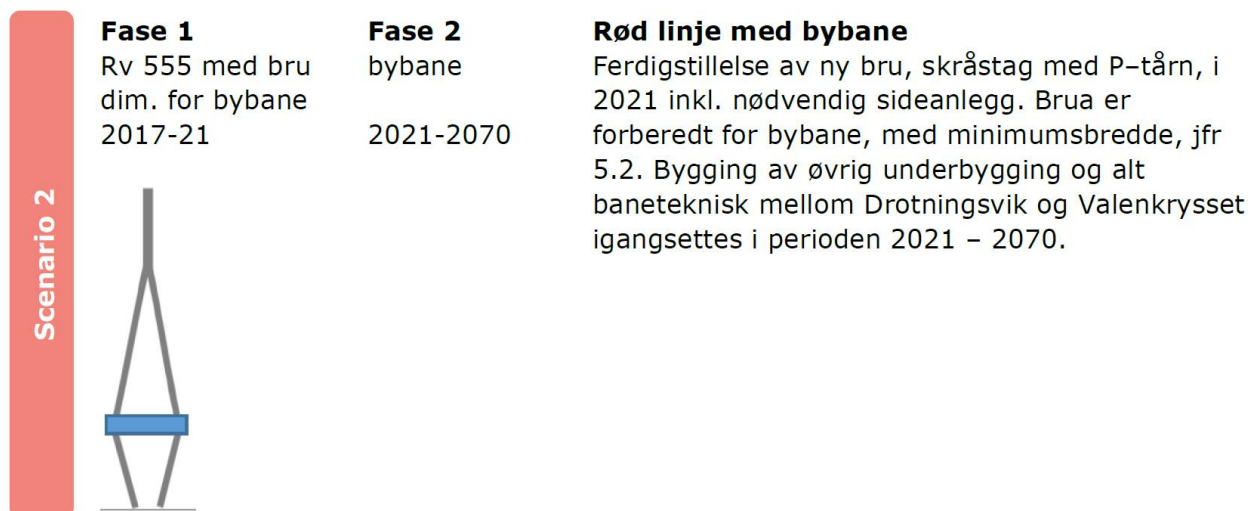 Scenario 2
Fase 1
Rv 555 med bru
dim. for bybane
2017-21
Fase 2
bybane
2021-2070
Rød linje med bybane
Ferdigstillelse av ny bru, skråstag med P–tårn, i
2021 inkl. nødvendig sideanlegg. Brua er
forberedt for bybane, med minimumsbredde, jfr
5.2. Bygging av øvrig underbygging og alt
baneteknisk mellom Drotningsvik og Valenkrysset
igangsettes i perioden 2021 – 2070.